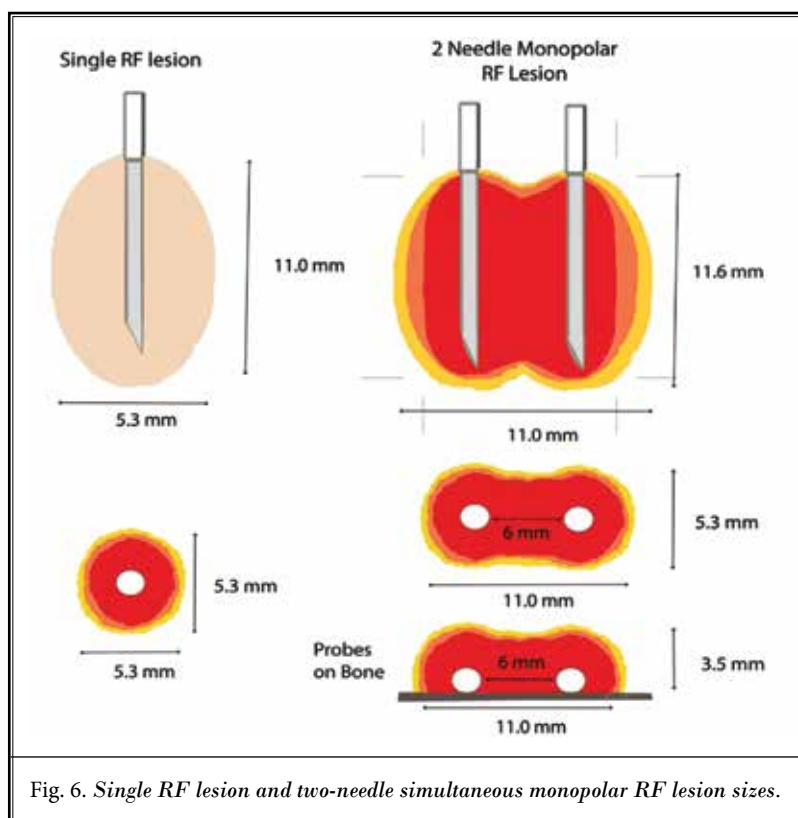 Single RF lesion
11.0 mm
5.3 mm
2 Needle Monopolar
RF Lesion
11.6 mm
11.0 mm
5.3 mm
5.3 mm
6 mm
5.3 mm
11.0 mm
Probes
on Bone
6 mm
3.5 mm
11.0 mm
Fig. 6. Single RF lesion and two-needle simultaneous monopolar RF lesion sizes.